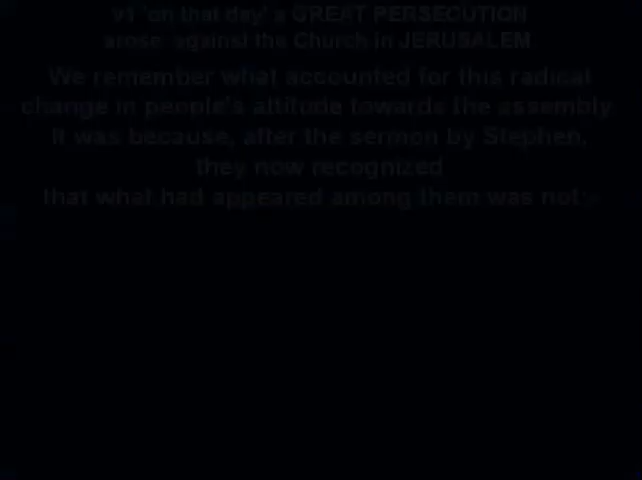 v1 'on that day' a GREAT PERSECUTION
arose against the Church in JERUSALEM
We remember what accounted for this radical
change in people's attitude towards the assembly
It was because, after the sermon by Stephen,
they now recognized
that what had appeared among them was not:-